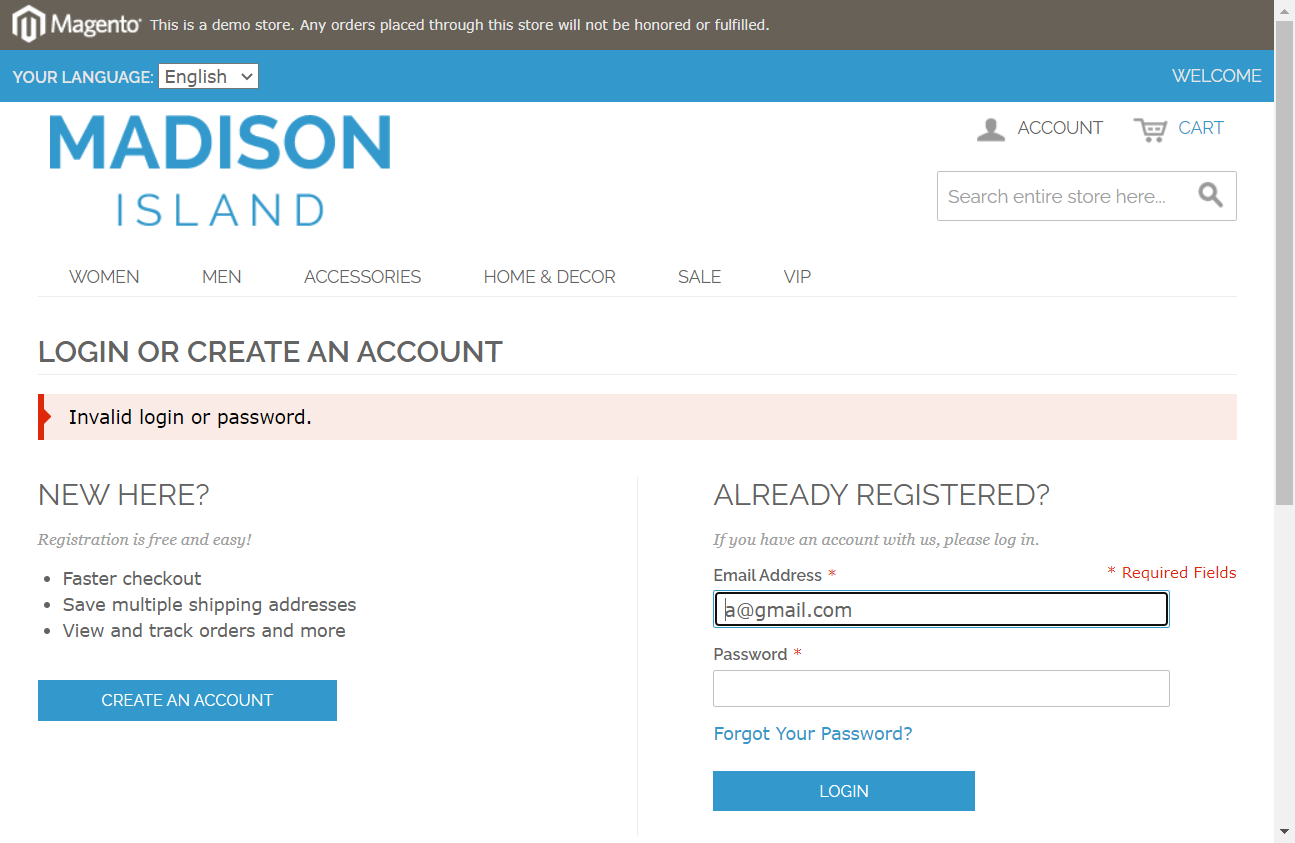 Magento This is a demo store. Any orders placed through this store will not be honored or fulfilled.
YOUR LANGUAGE: English WELCOME
MADISON
ISLAND
ACCOUNT CART
Search entire store here...
WOMEN MEN ACCESSORIES HOME & DECOR SALE VIP
LOGIN OR CREATE AN ACCOUNT
Invalid login or password.
NEW HERE?
Registration is free and easy!
• Faster checkout
• Save multiple shipping addresses
• View and track orders and more
CREATE AN ACCOUNT
ALREADY REGISTERED?
If you have an account with us, please log in.
Email Address * * Required Fields
a@gmail.com
Password *
Forgot Your Password?
LOGIN